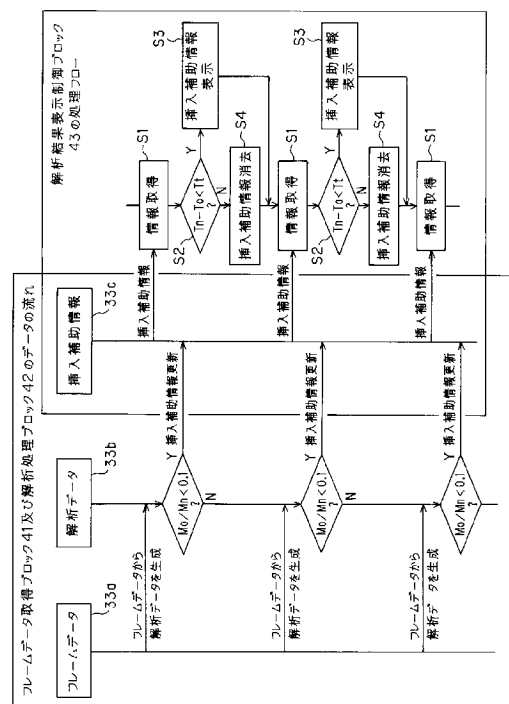 フレームデータ取得ブロック41及び解析処理ブロック42のデータの流れ
フレームデータ
33a
解析データ
33b
挿入補助情報
33c
フレームデータから
解析データを生成
Mo/Mn<0.1
?
Y
挿入補助情報更新
N
フレームデータから
解析データを生成
Mo/Mn<0.1
?
Y
挿入補助情報更新
N
フレームデータから
解析データを生成
Mo/Mn<0.1
?
Y
挿入補助情報更新
解析結果表示制御ブロック
43の処理フロー
挿入補助情報
情報取得
S1
Tn-To<Tt
?
S2
Y
挿入補助情報
表示
S3
N
挿入補助情報消去
S4
挿入補助情報
情報取得
S1
Tn-To<Tt
?
S2
Y
挿入補助情報
表示
S3
N
挿入補助情報消去
S4
挿入補助情報
情報取得
S1